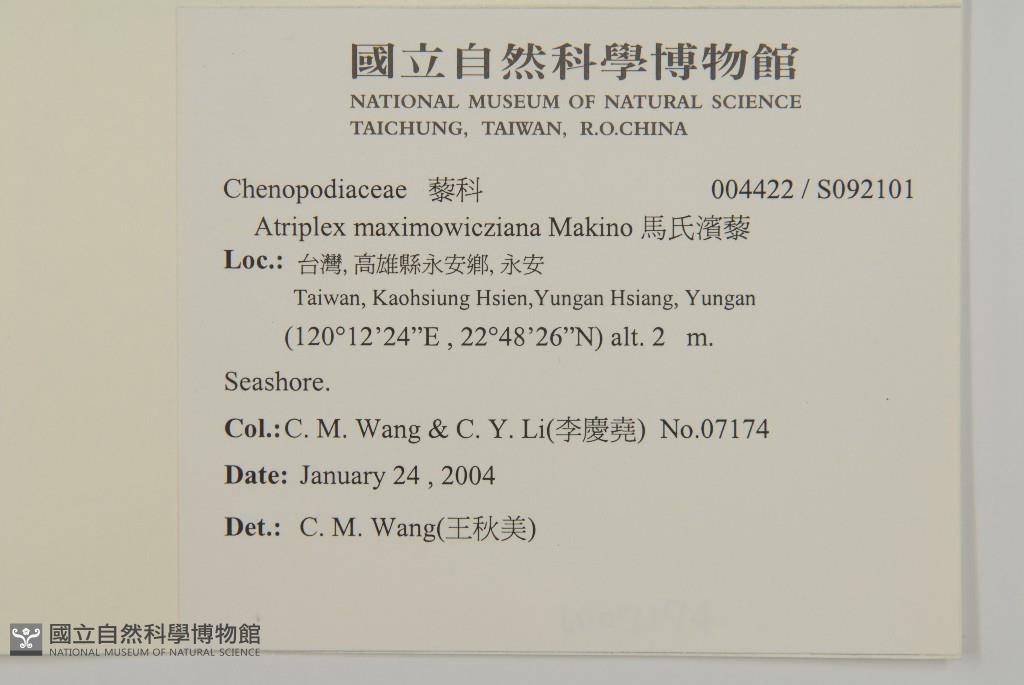 國立自然科學博物館
NATIONAL MUSEUM OF NATURAL SCIENCE
TAICHUNG, TAIWAN, R.O.CHINA
Chenopodiaceae 藜科 004422 / S092101
Atriplex maximowicziana Makino 馬氏濱藜
Loc.: 台灣, 高雄縣永安鄉, 永安
Taiwan, Kaohsiung Hsien,Yungan Hsiang, Yungan
(120°12’24”E , 22°48’26”N) alt. 2 m.
Seashore.
Col.:C. M. Wang & C. Y. Li(李慶堯) No.07174
Date: January 24 , 2004
Det.: C. M. Wang(王秋美)
國立自然科學博物館
NATIONAL MUSEUM OF NATURAL SCIENCE